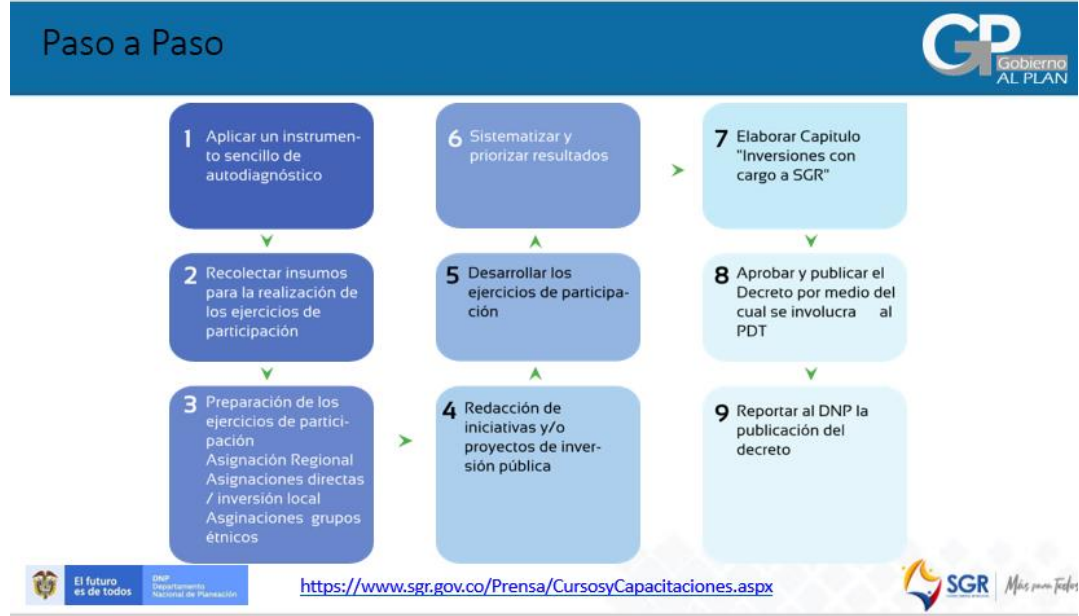 Paso a Paso
GP
Gobierno
AL PLAN
1 Aplicar un instrumen-
to sencillo de
autodiagnóstico
2 Recolectar insumos
para la realización de
los ejercicios de
participación
3 Preparación de los
ejercicios de partici-
pación
Asignación Regional
Asignaciones directas
/ inversión local
Asginaciones grupos
étnicos
4 Redacción de
iniciativas y/o
proyectos de inver-
sión pública
5 Desarrollar los
ejercicios de participa-
ción
6 Sistematizar y
priorizar resultados
7 Elaborar Capitulo
"Inversiones con
cargo a SGR"
8 Aprobar y publicar el
Decreto por medio del
cual se involucra al
PDT
9 Reportar al DNP la
publicación del
decreto
El futuro
es de todos
DNP
Departamento
Nacional de Planeación
https://www.sgr.gov.co/Prensa/CursosyCapacitaciones.aspx
SGR
Más para Todos